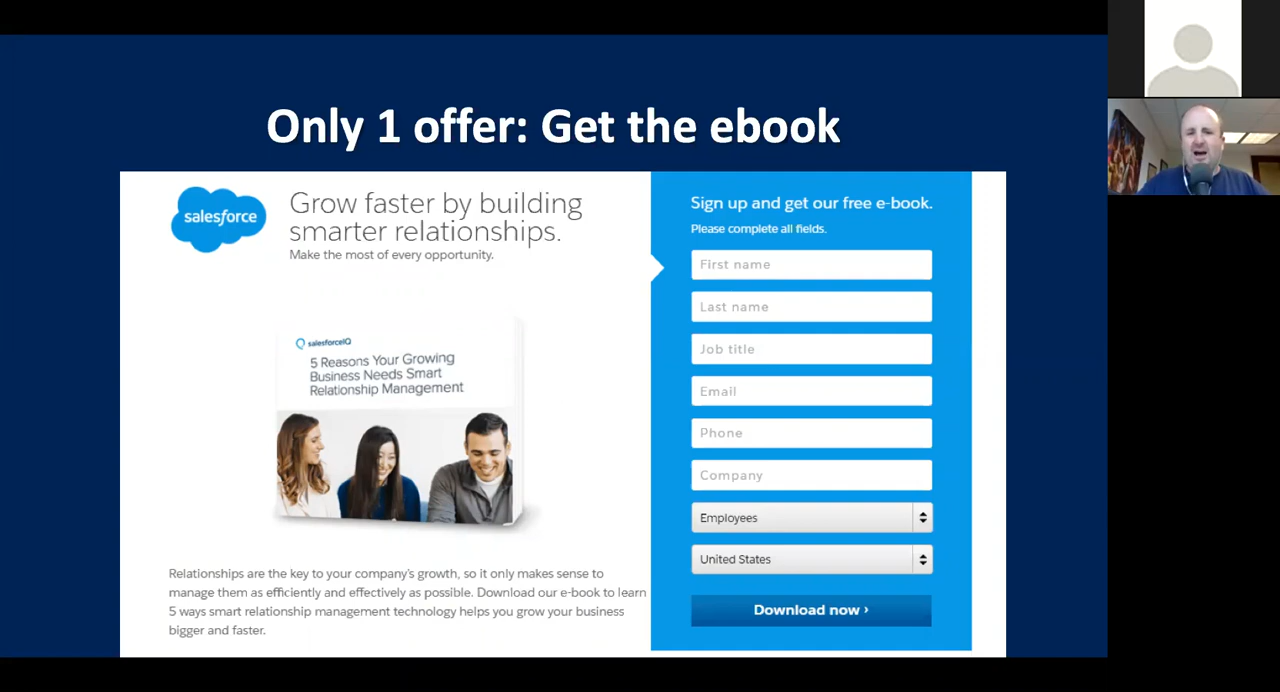 Only 1 offer: Get the ebook
salesforce
Grow faster by building
smarter relationships.
Make the most of every opportunity.
salesforceIQ
5 Reasons Your Growing
Business Needs Smart
Relationship Management
Relationships are the key to your company's growth, so it only makes sense to
manage them as efficiently and effectively as possible. Download our e-book to learn
5 ways smart relationship management technology helps you grow your business
bigger and faster.
Sign up and get our free e-book.
Please complete all fields.
First name
Last name
Job title
Email
Phone
Company
Employees
United States
Download now ›